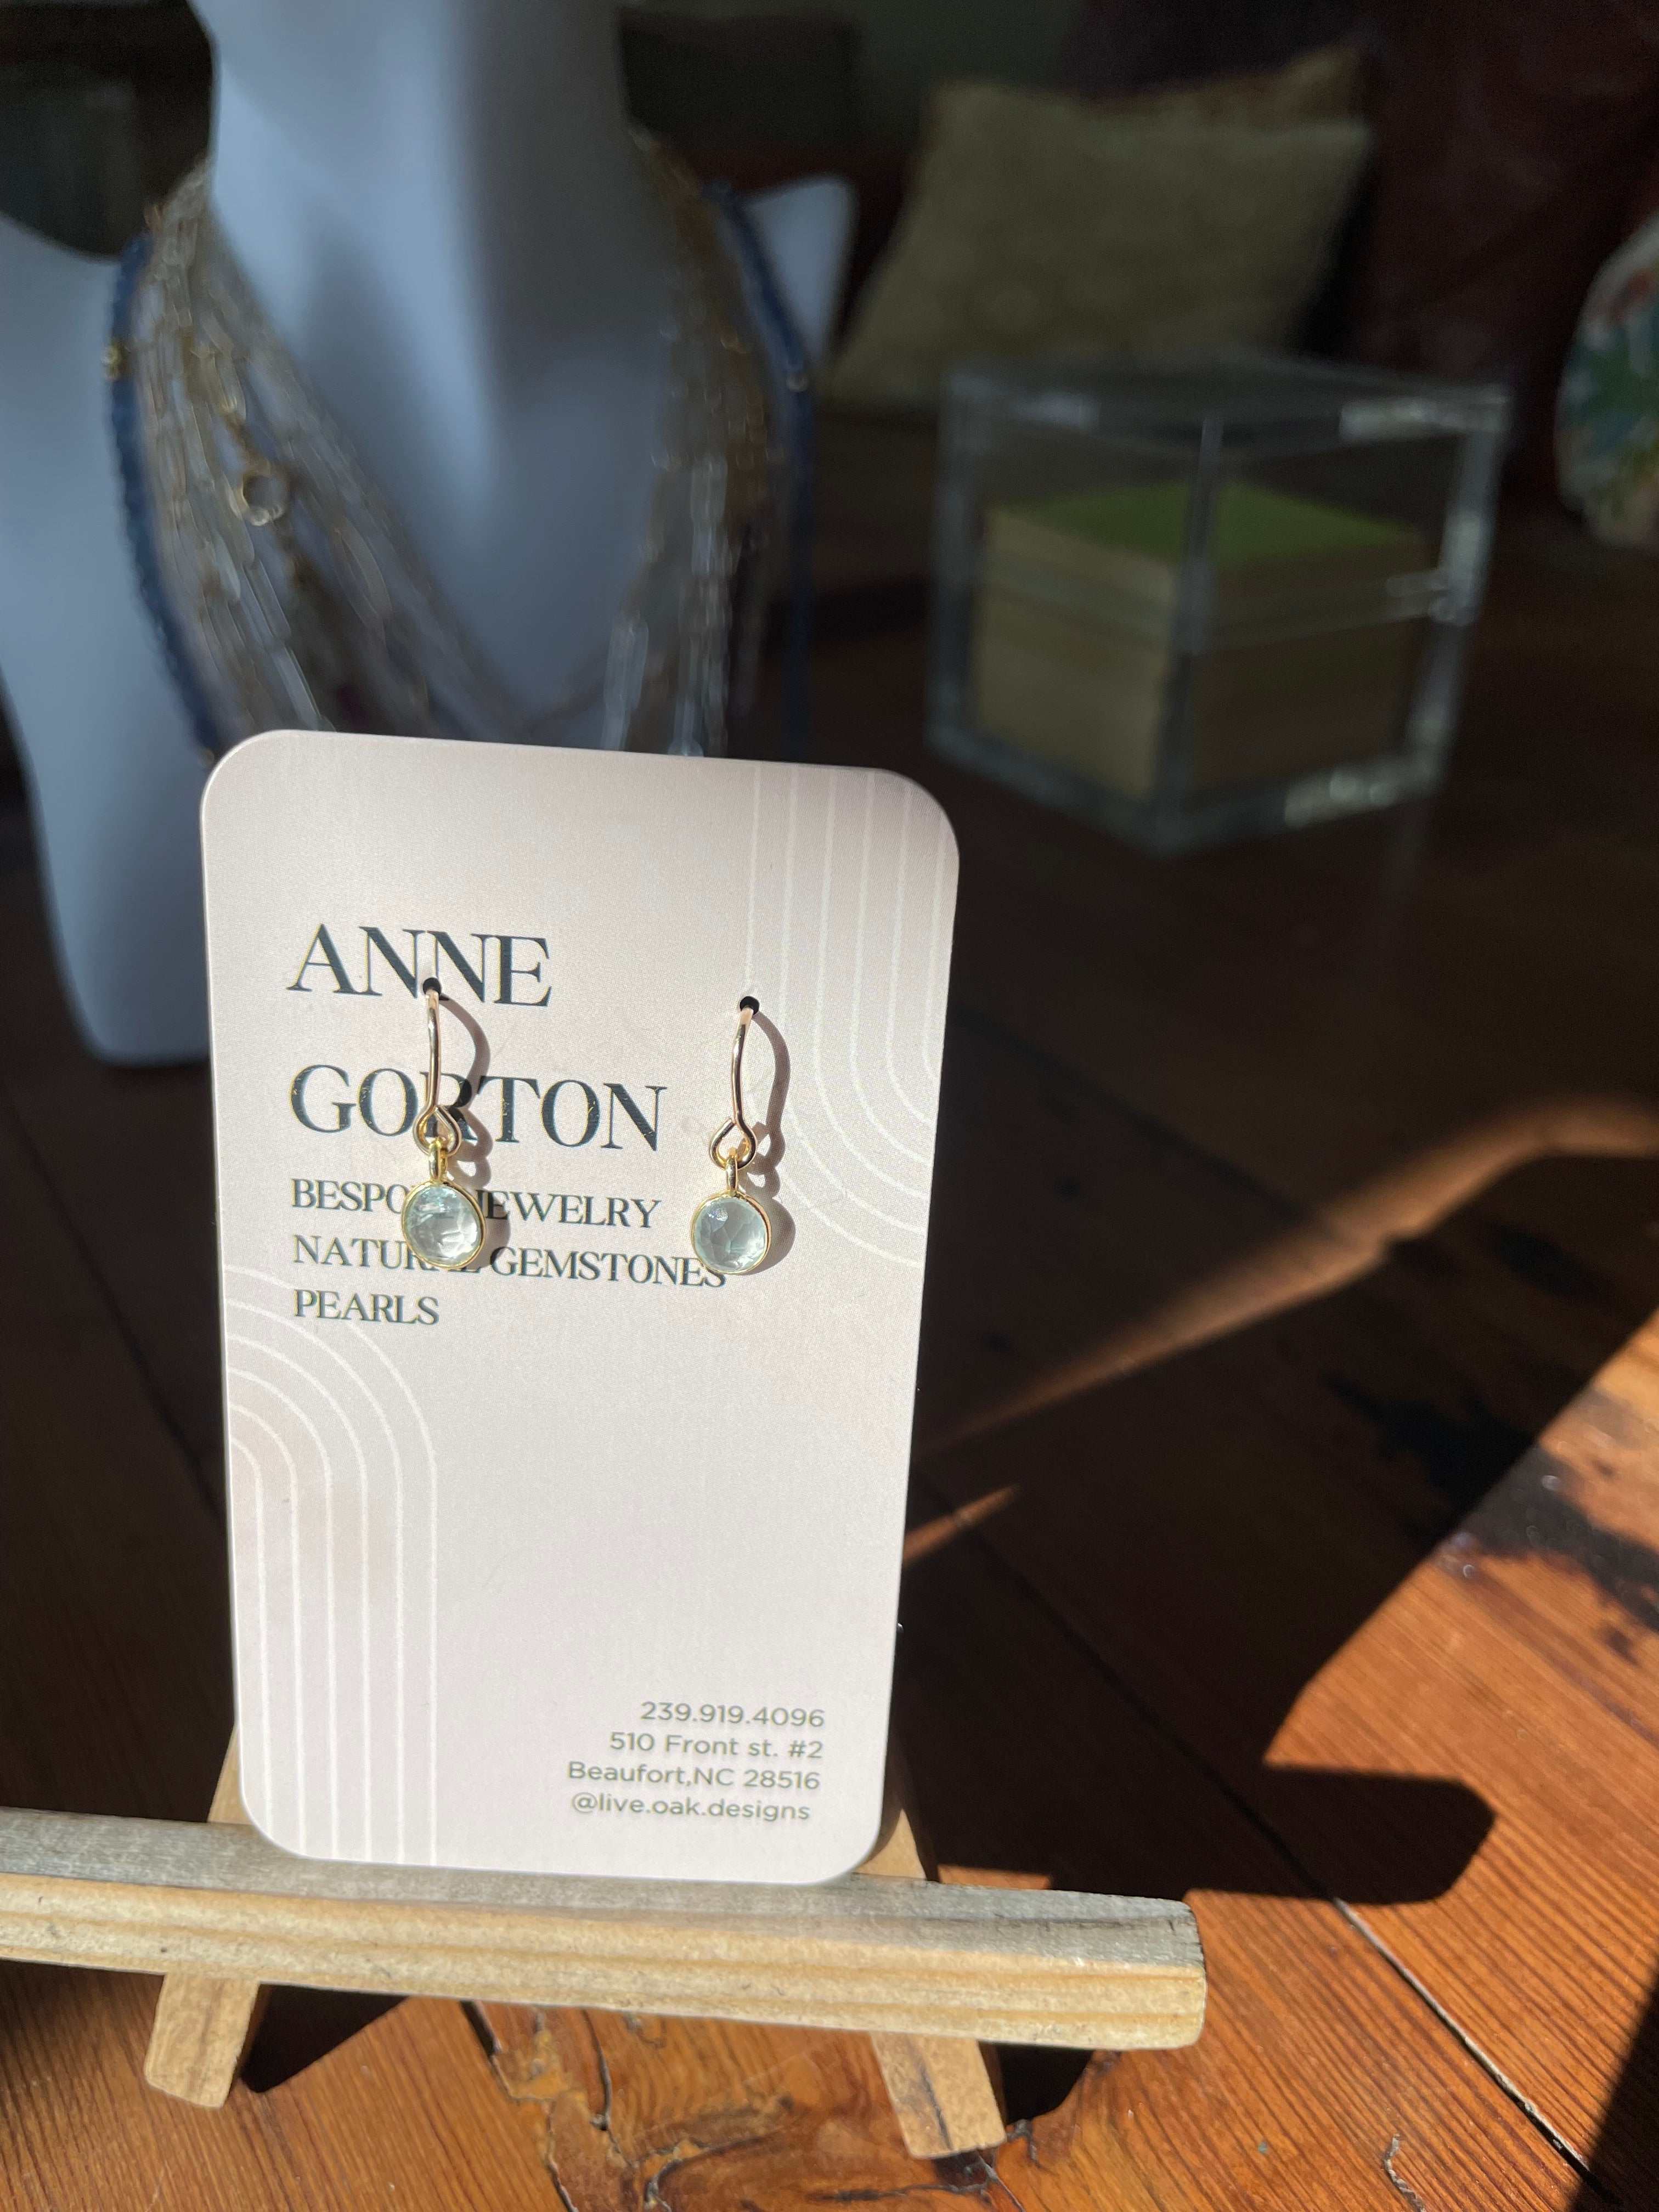 ANNE
GORTON
BESPOKE JEWELRY
NATURAL GEMSTONES
PEARLS
239.919.4096
510 Front st. #2
Beaufort,NC 28516
@live.oak.designs